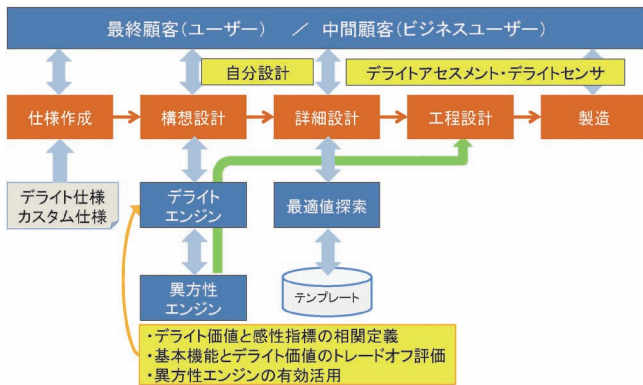 最終顧客(ユーザー) ／ 中間顧客(ビジネスユーザー)
自分設計
デライトアセスメント・デライトセンサ
仕様作成
構想設計
詳細設計
工程設計
製造
デライト仕様
カスタム仕様
デライト
エンジン
最適値探索
異方性
エンジン
テンプレート
・デライト価値と感性指標の相関定義
・基本機能とデライト価値のトレードオフ評価
・異方性エンジンの有効活用